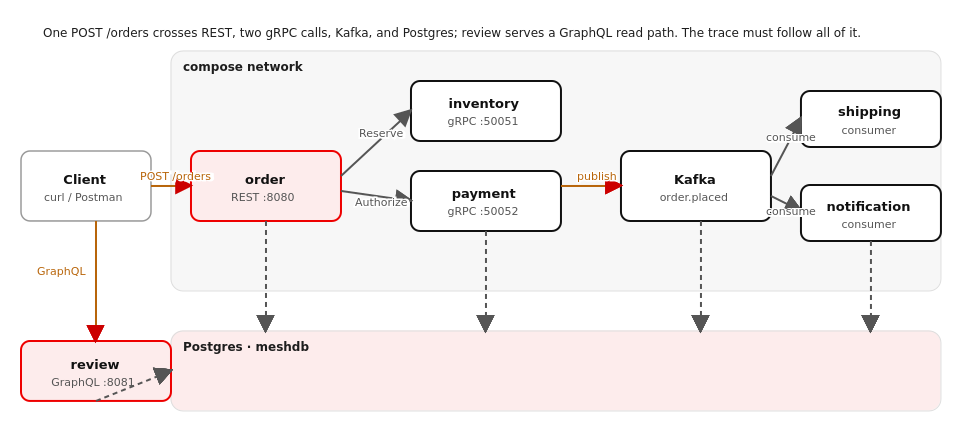 One POST /orders crosses REST, two gRPC calls, Kafka, and Postgres; review serves a GraphQL read path. The trace must follow all of it.
compose network
inventory
gRPC :50051
shipping
consumer
Reserve
consume
Client
curl / Postman
POST /orders
order
REST :8080
Authorize
payment
gRPC :50052
publish
Kafka
order.placed
consume
notification
consumer
GraphQL
Postgres · meshdb
review
GraphQL :8081